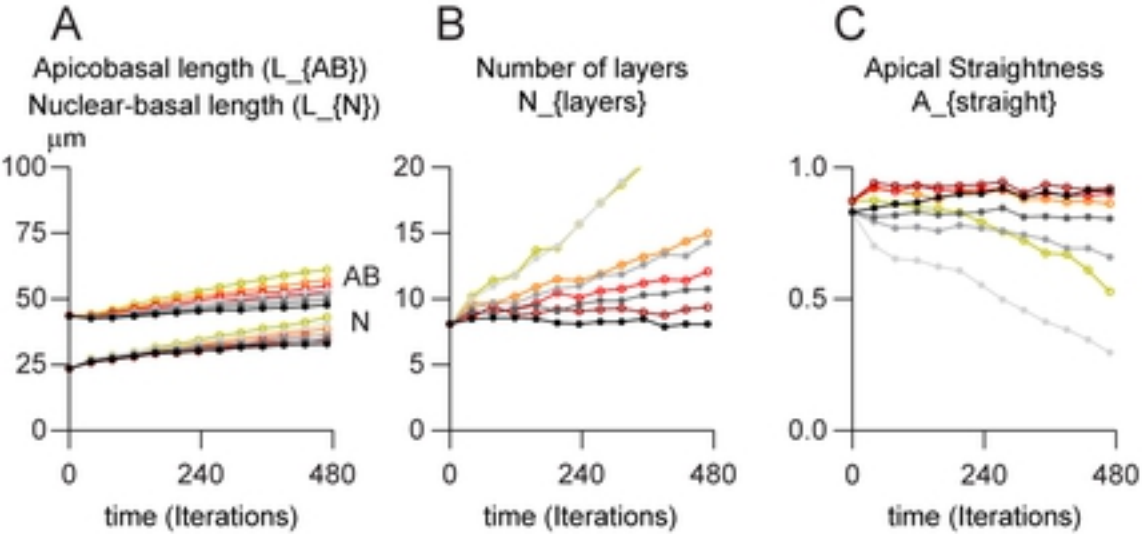 A
Apicobasal length (L_{AB})
Nuclear-basal length (L_{N})
μm
100
75
50
25
0
AB
N
0 240 480
time (Iterations)
B
Number of layers
N_{layers}
20
15
10
5
0
0 240 480
time (Iterations)
C
Apical Straightness
A_{straight}
1.0
0.5
0.0
0 240 480
time (Iterations)